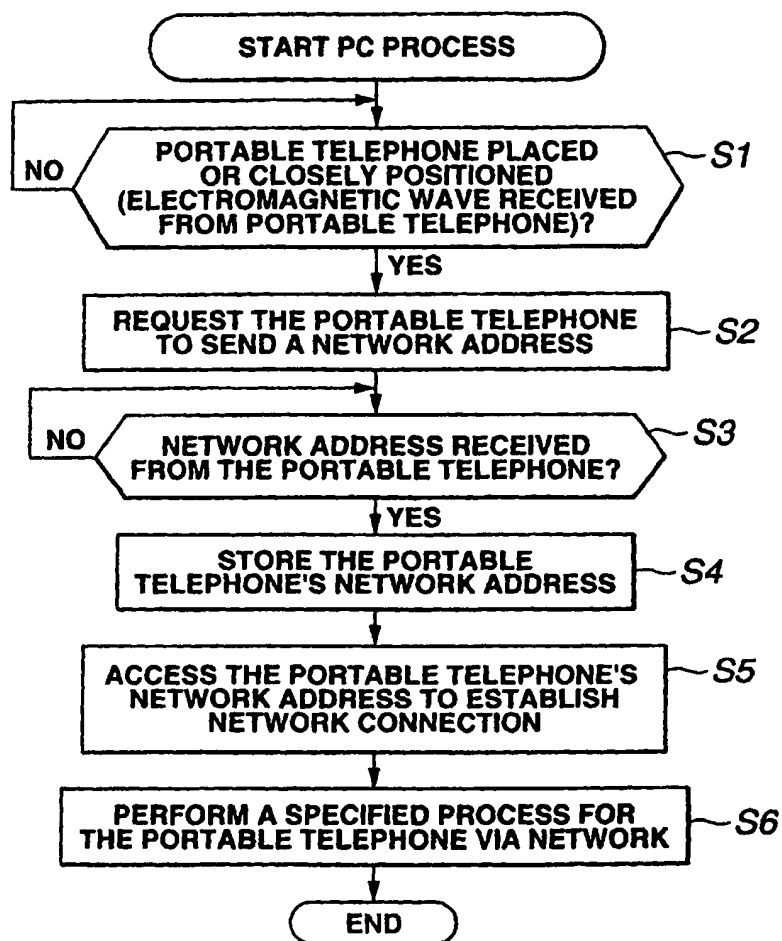 START PC PROCESS
PORTABLE TELEPHONE PLACED
OR CLOSELY POSITIONED
(ELECTROMAGNETIC WAVE RECEIVED
FROM PORTABLE TELEPHONE)?
S1
NO
YES
REQUEST THE PORTABLE TELEPHONE
TO SEND A NETWORK ADDRESS
S2
NETWORK ADDRESS RECEIVED
FROM THE PORTABLE TELEPHONE?
S3
NO
YES
STORE THE PORTABLE
TELEPHONE'S NETWORK ADDRESS
S4
ACCESS THE PORTABLE TELEPHONE'S
NETWORK ADDRESS TO ESTABLISH
NETWORK CONNECTION
S5
PERFORM A SPECIFIED PROCESS FOR
THE PORTABLE TELEPHONE VIA NETWORK
S6
END